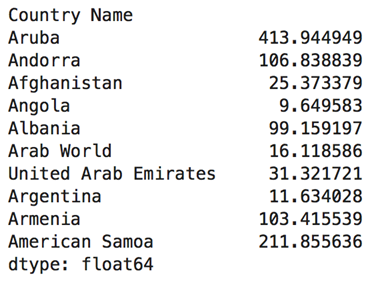 Country Name
Aruba 413.944949
Andorra 106.838839
Afghanistan 25.373379
Angola 9.649583
Albania 99.159197
Arab World 16.118586
United Arab Emirates 31.321721
Argentina 11.634028
Armenia 103.415539
American Samoa 211.855636
dtype: float64